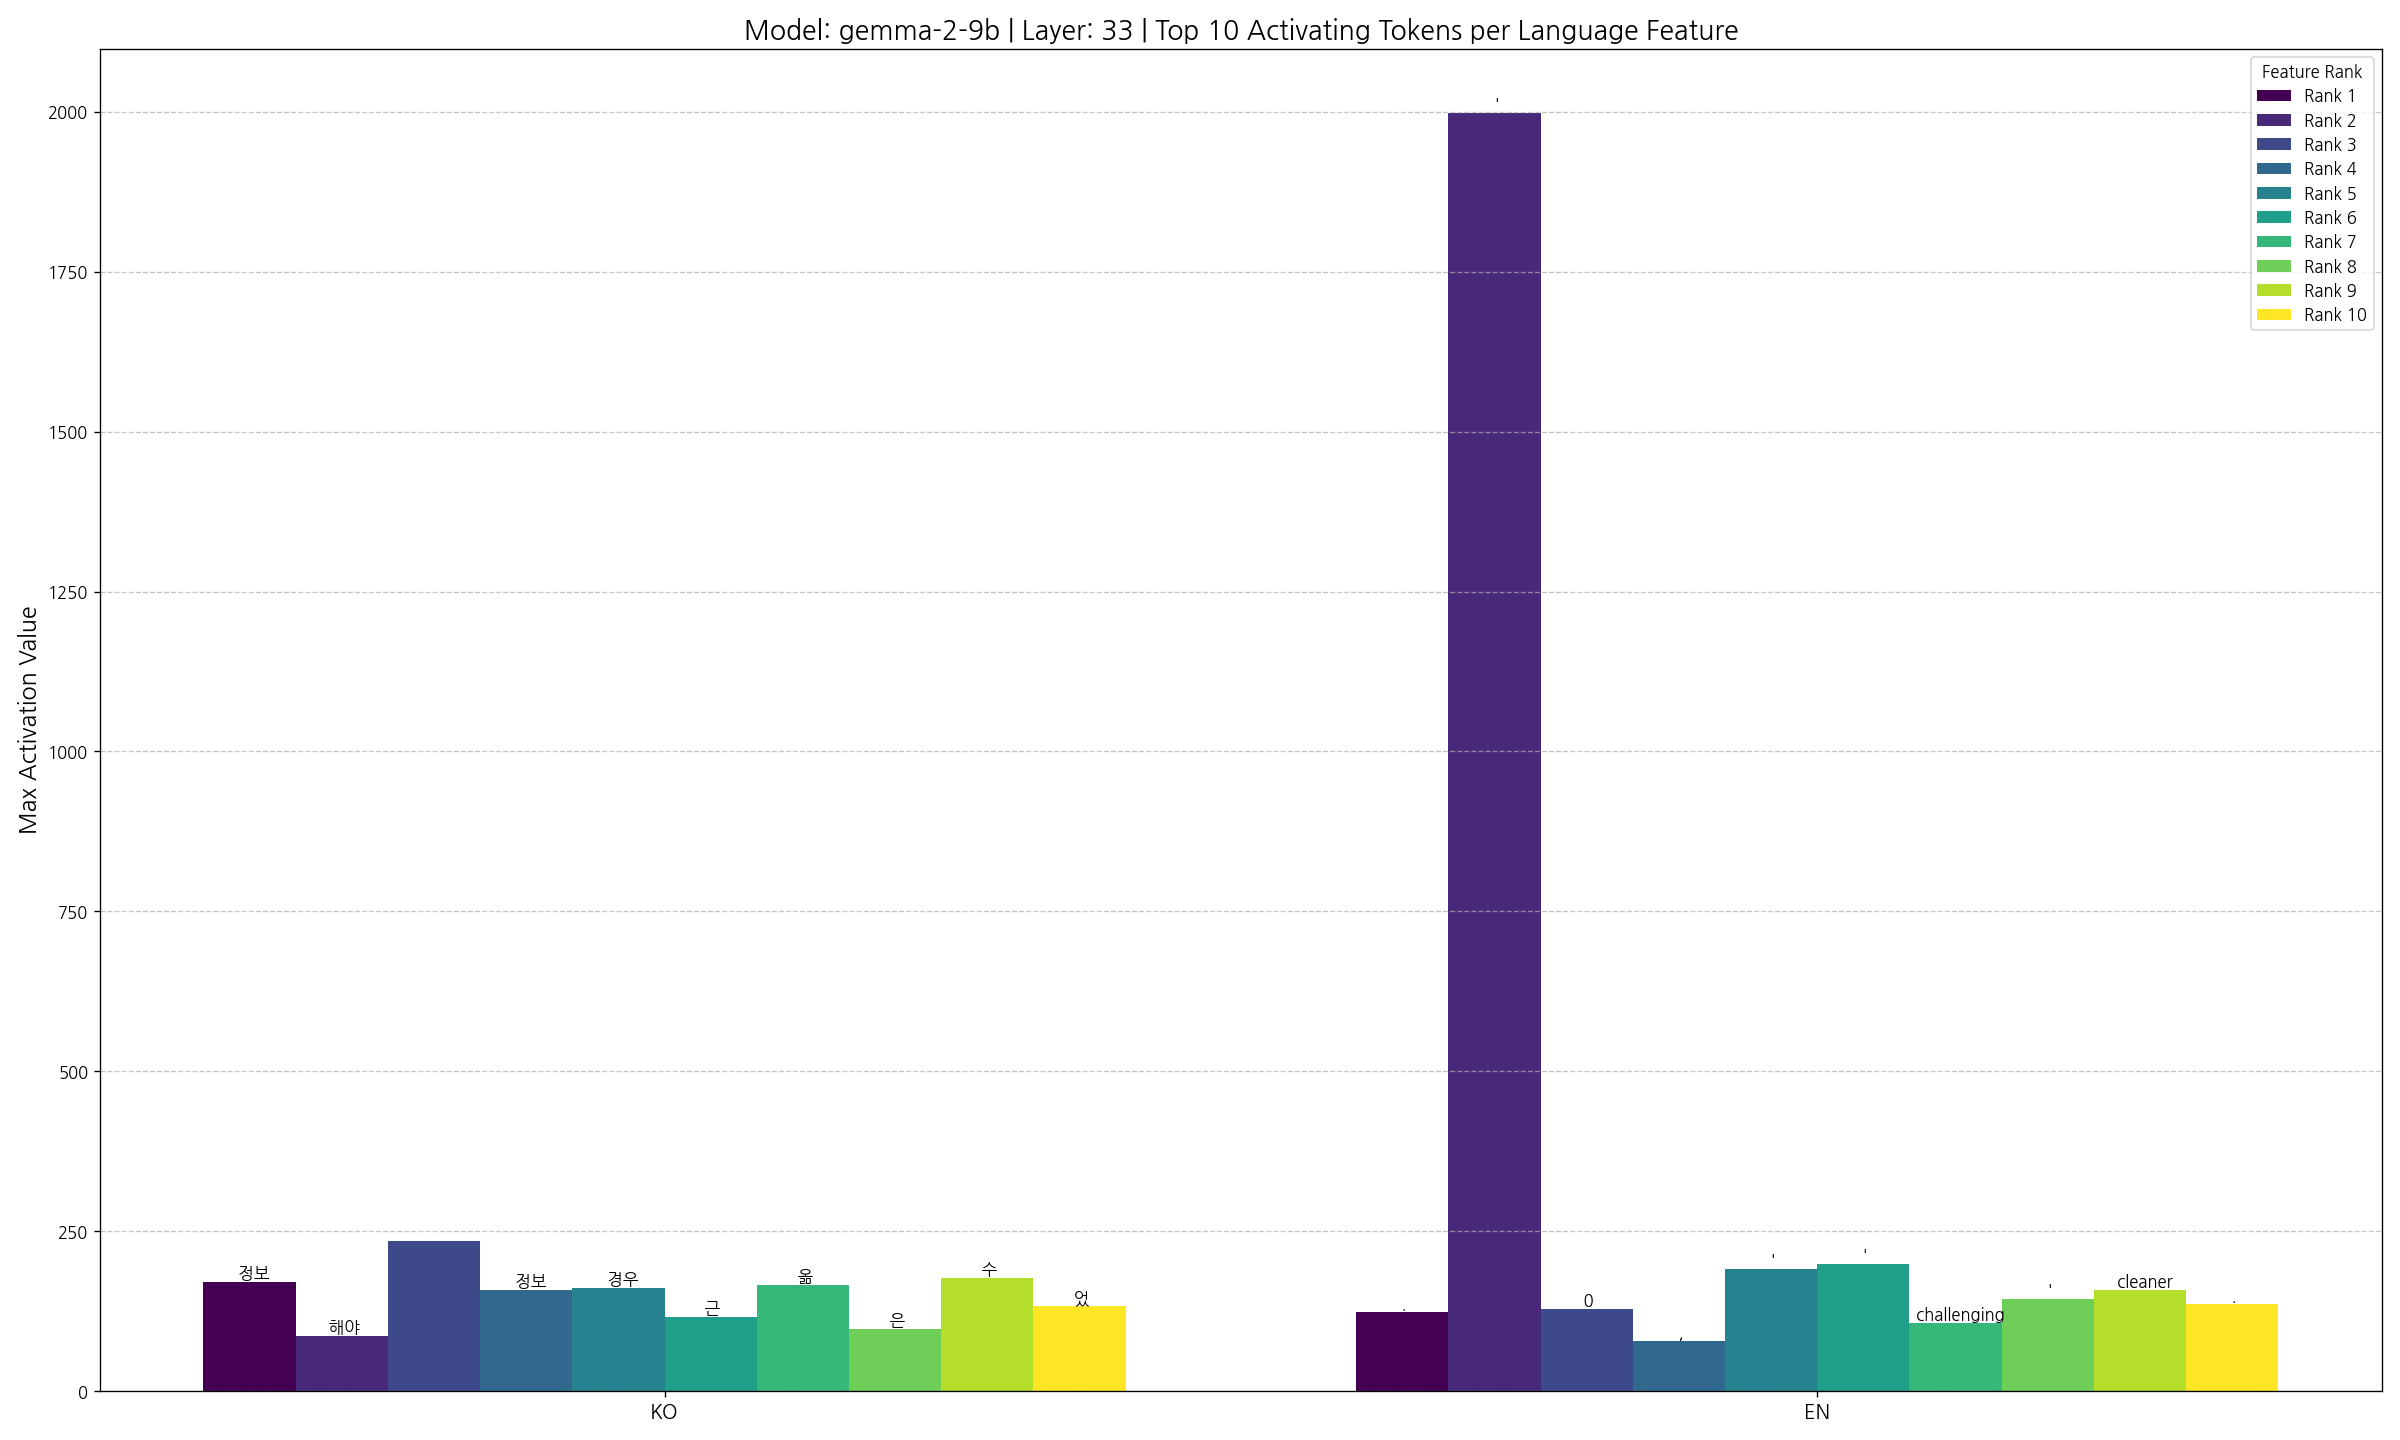 Model: gemma-2-9b | Layer: 33 | Top 10 Activating Tokens per Language Feature
Max Activation Value
2000
1750
1500
1250
1000
750
500
250
0
'
정보
해야
정보
경우
근
옮
은
수
었
.
0
,
'
'
challenging
'
cleaner
.
KO
EN
Feature Rank
Rank 1
Rank 2
Rank 3
Rank 4
Rank 5
Rank 6
Rank 7
Rank 8
Rank 9
Rank 10